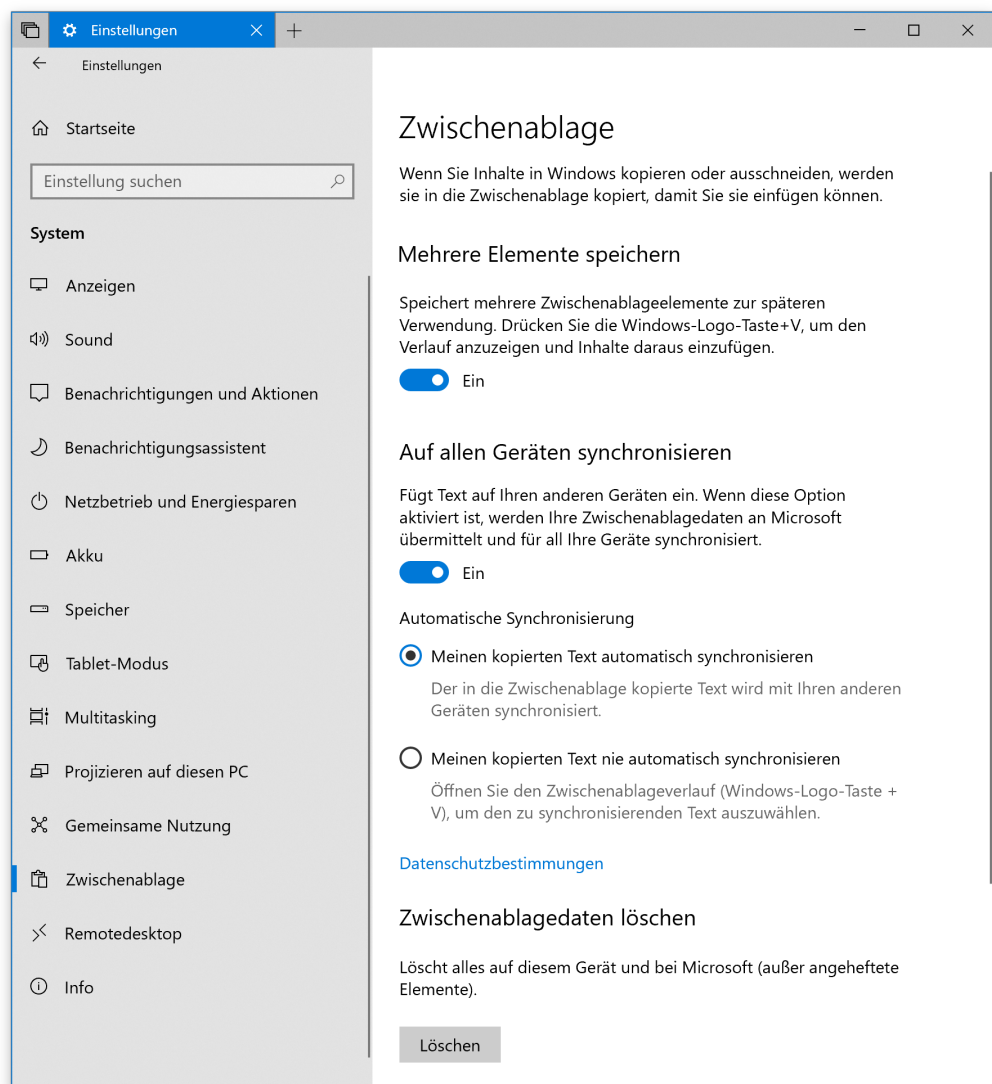 Einstellungen
Einstellungen
Startseite
Einstellung suchen
System
Anzeigen
Sound
Benachrichtigungen und Aktionen
Benachrichtigungsassistent
Netzbetrieb und Energiesparen
Akku
Speicher
Tablet-Modus
Multitasking
Projizieren auf diesen PC
Gemeinsame Nutzung
Zwischenablage
Remotedesktop
Info
Zwischenablage
Wenn Sie Inhalte in Windows kopieren oder ausschneiden, werden
sie in die Zwischenablage kopiert, damit Sie sie einfügen können.
Mehrere Elemente speichern
Speichert mehrere Zwischenablageelemente zur späteren
Verwendung. Drücken Sie die Windows-Logo-Taste+V, um den
Verlauf anzuzeigen und Inhalte daraus einzufügen.
Ein
Auf allen Geräten synchronisieren
Fügt Text auf Ihren anderen Geräten ein. Wenn diese Option
aktiviert ist, werden Ihre Zwischenablagedaten an Microsoft
übermittelt und für all Ihre Geräte synchronisiert.
Ein
Automatische Synchronisierung
Meinen kopierten Text automatisch synchronisieren
Der in die Zwischenablage kopierte Text wird mit Ihren anderen
Geräten synchronisiert.
Meinen kopierten Text nie automatisch synchronisieren
Öffnen Sie den Zwischenablageverlauf (Windows-Logo-Taste +
V), um den zu synchronisierenden Text auszuwählen.
Datenschutzbestimmungen
Zwischenablagedaten löschen
Löscht alles auf diesem Gerät und bei Microsoft (außer angeheftete
Elemente).
Löschen